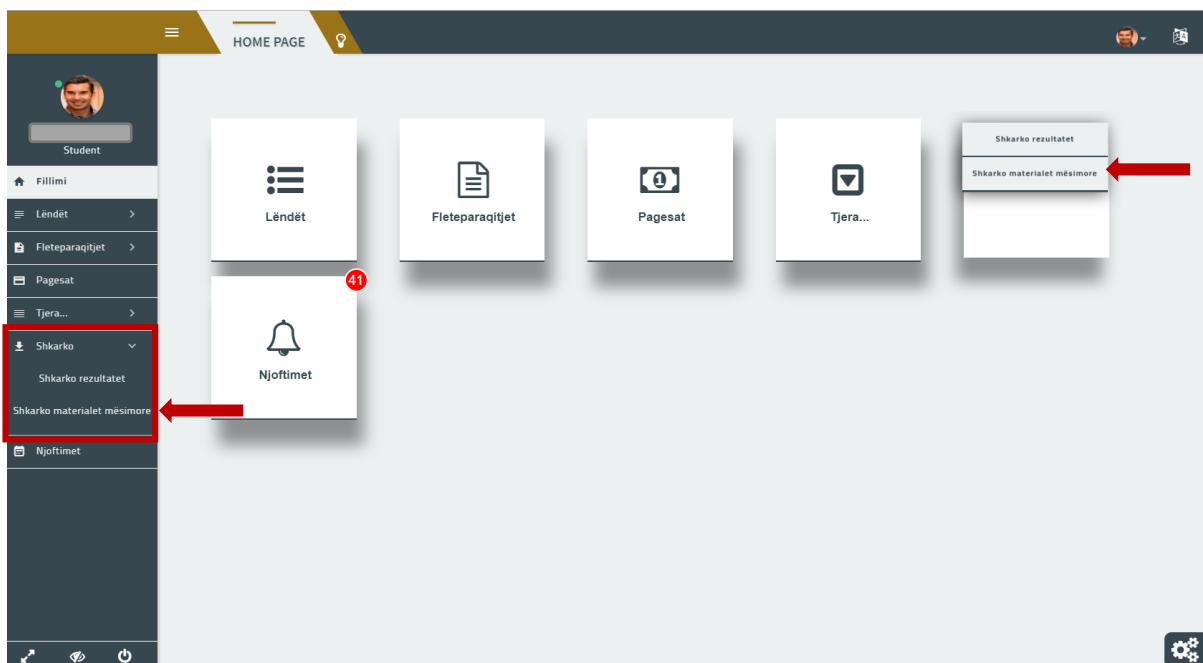 HOME PAGE
Student
Fillimi
Lëndët
Fleteparaqitjet
Pagesat
Tjera...
Shkarko
Shkarko rezultatet
Shkarko materialet mësimore
Njoftimet
Lëndët
Fleteparaqitjet
Pagesat
Tjera...
Shkarko rezultatet
Shkarko materialet mësimore
41
Njoftimet